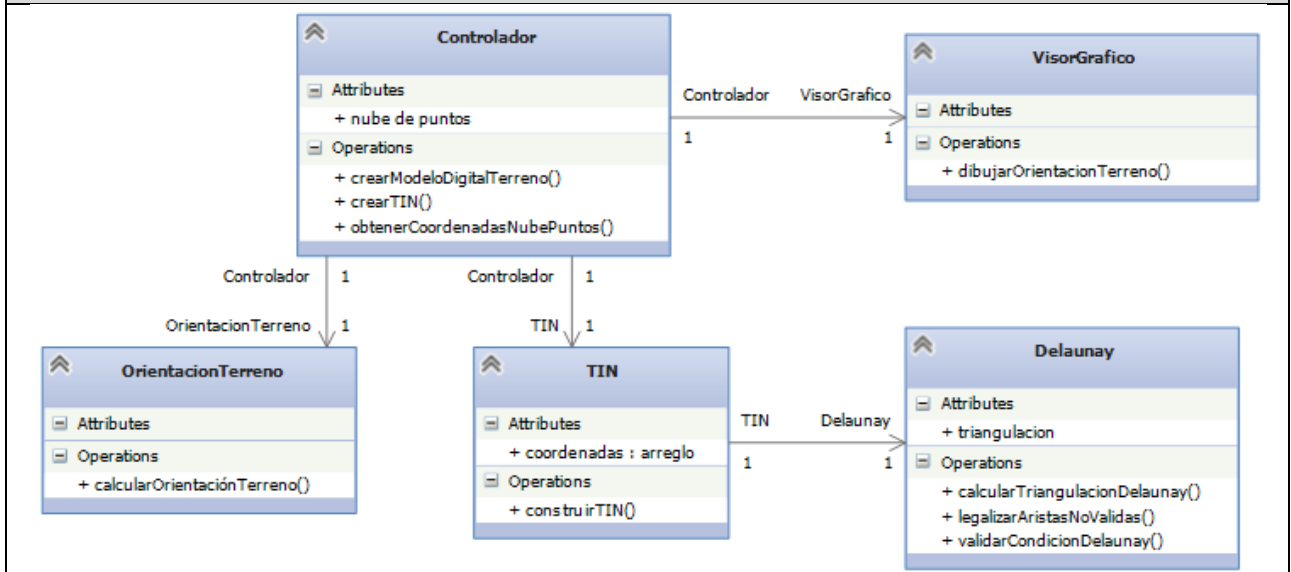 Controlador
Attributes
+ nube de puntos
Operations
+ crearModeloDigitalTerreno()
+ crearTIN()
+ obtenerCoordenadasNubePuntos()
Controlador VisorGrafico
1 1
VisorGrafico
Attributes
Operations
+ dibujarOrientacionTerreno()
Controlador 1
OrientacionTerreno 1
Controlador 1
TIN 1
OrientacionTerreno
Attributes
Operations
+ calcularOrientaciónTerreno()
TIN
Attributes
+ coordenadas : arreglo
Operations
+ construirTIN()
TIN Delaunay
1 1
Delaunay
Attributes
+ triangulacion
Operations
+ calcularTriangulacionDelaunay()
+ legalizarAristasNoValidas()
+ validarCondicionDelaunay()